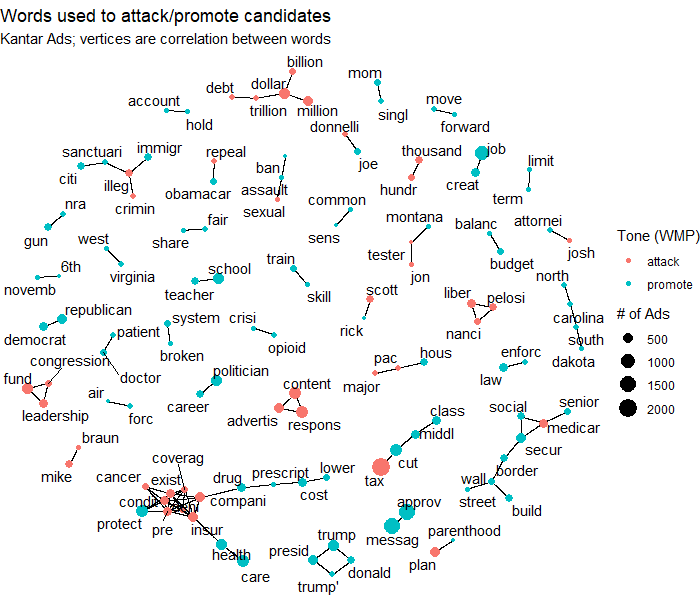 Words used to attack/promote candidates
Kantar Ads; vertices are correlation between words
billion
debt
dollar
mom
trillion
million
singl
account
hold
move
forward
donnelli
joe
sanctuari
immigr
citi
illeg
crimin
repeal
obamacar
ban
assault
sexual
thousand
hundr
job
creat
limit
term
nra
gun
fair
share
common
sens
montana
tester
jon
balanc
budget
attornei
josh
west
virginia
6th
novemb
school
teacher
train
skill
scott
rick
liber
pelosi
nanci
north
carolina
south
dakota
republican
democrat
patient
congression
doctor
system
broken
crisi
opioid
pac
hous
major
enforc
law
fund
leadership
air
forc
politician
career
content
advertis
respons
class
middl
cut
tax
social
senior
medicar
secur
border
wall
street
build
braun
mike
coverag
cancer
exist
condit
protect
pre
insur
compani
drug
prescript
lower
cost
health
care
approv
messag
trump
presid
donald
trump'
parenthood
plan
Tone (WMP)
attack
promote
# of Ads
500
1000
1500
2000